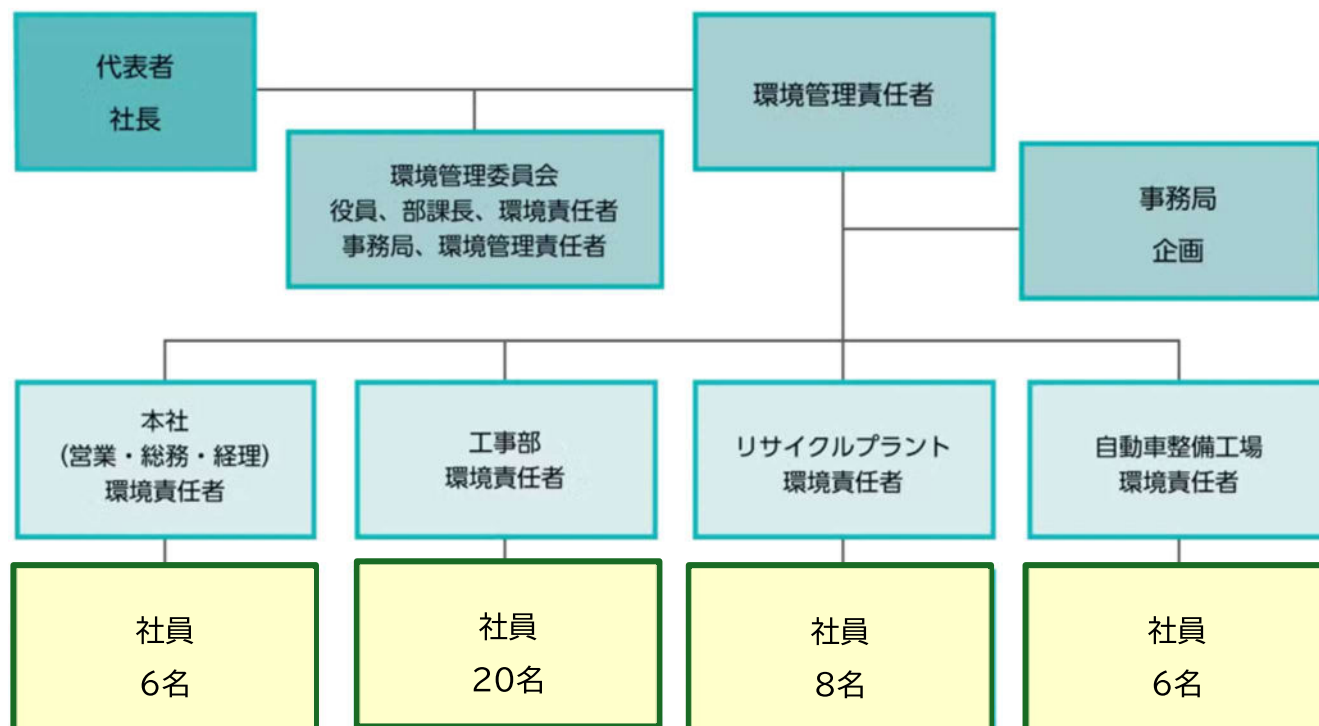 代表者
社長
環境管理責任者
環境管理委員会
役員、部課長、環境責任者
事務局、環境管理責任者
事務局
企画
本社
(営業・総務・経理)
環境責任者
工事部
環境責任者
リサイクルプラント
環境責任者
自動車整備工場
環境責任者
社員
6名
社員
20名
社員
8名
社員
6名